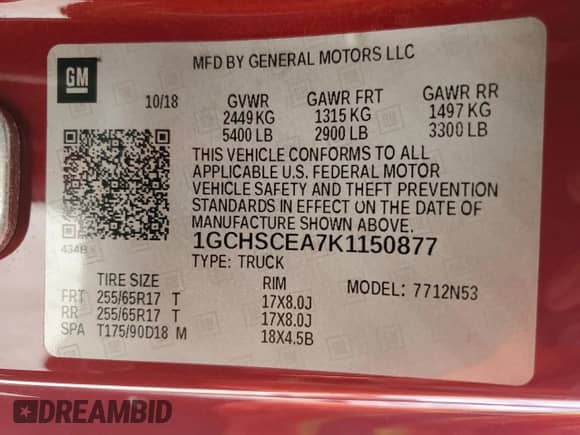 GM
MFD BY GENERAL MOTORS LLC
10/18
GVWR GAWR FRT GAWR RR
2449 KG 1315 KG 1497 KG
5400 LB 2900 LB 3300 LB
THIS VEHICLE CONFORMS TO ALL
APPLICABLE U.S. FEDERAL MOTOR
VEHICLE SAFETY AND THEFT PREVENTION
STANDARDS IN EFFECT ON THE DATE OF
MANUFACTURE SHOWN ABOVE.
434B 1GCHSCEA7K1150877
TYPE: TRUCK
TIRE SIZE RIM MODEL: 7712N53
FRT 255/65R17 T 17X8.0J
RR 255/65R17 T 17X8.0J
SPA T175/90D18 M 18X4.5B
DREAMBID